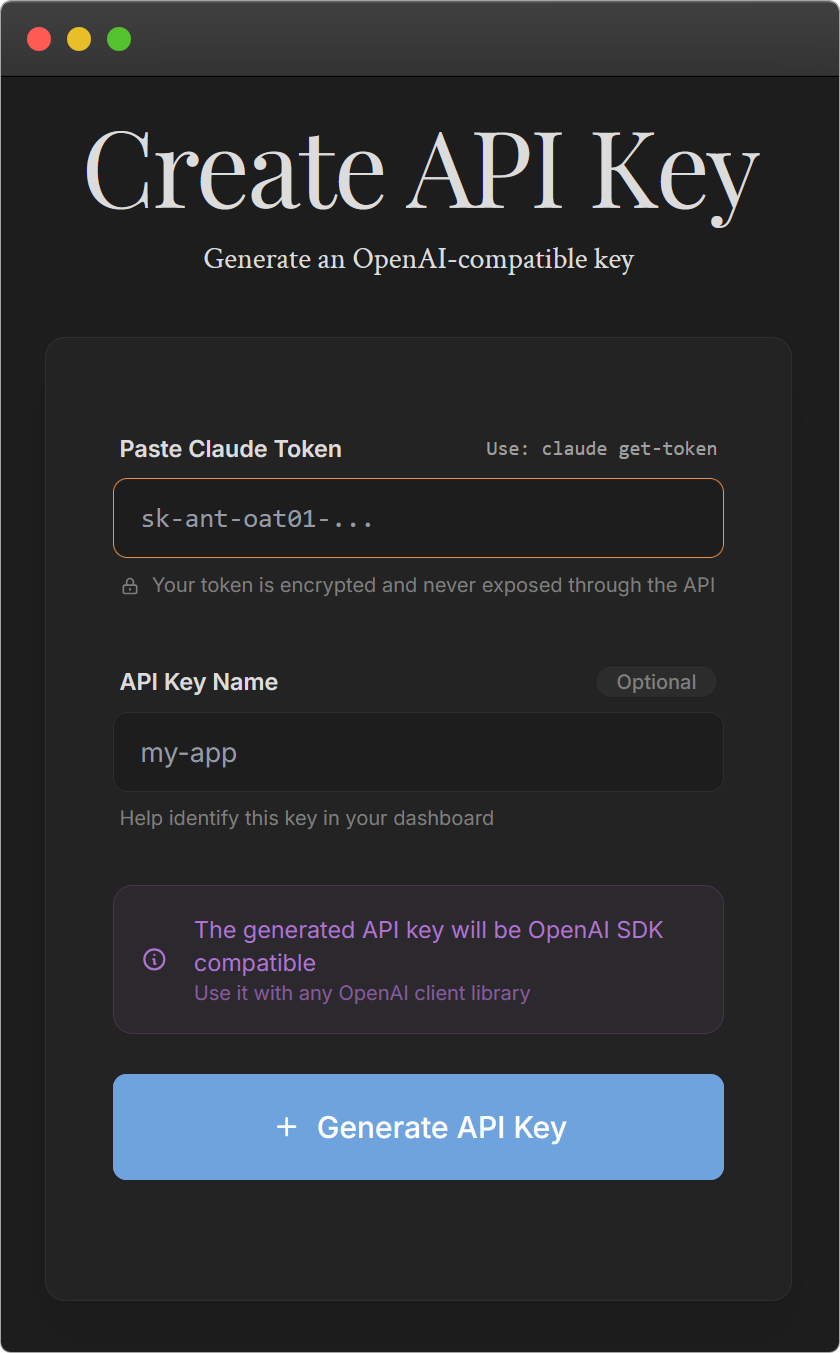 Create API Key
Generate an OpenAI-compatible key
Paste Claude Token
Use: claude get-token
sk-ant-oat01-...
Your token is encrypted and never exposed through the API
API Key Name
Optional
my-app
Help identify this key in your dashboard
The generated API key will be OpenAI SDK
compatible
Use it with any OpenAI client library
+ Generate API Key